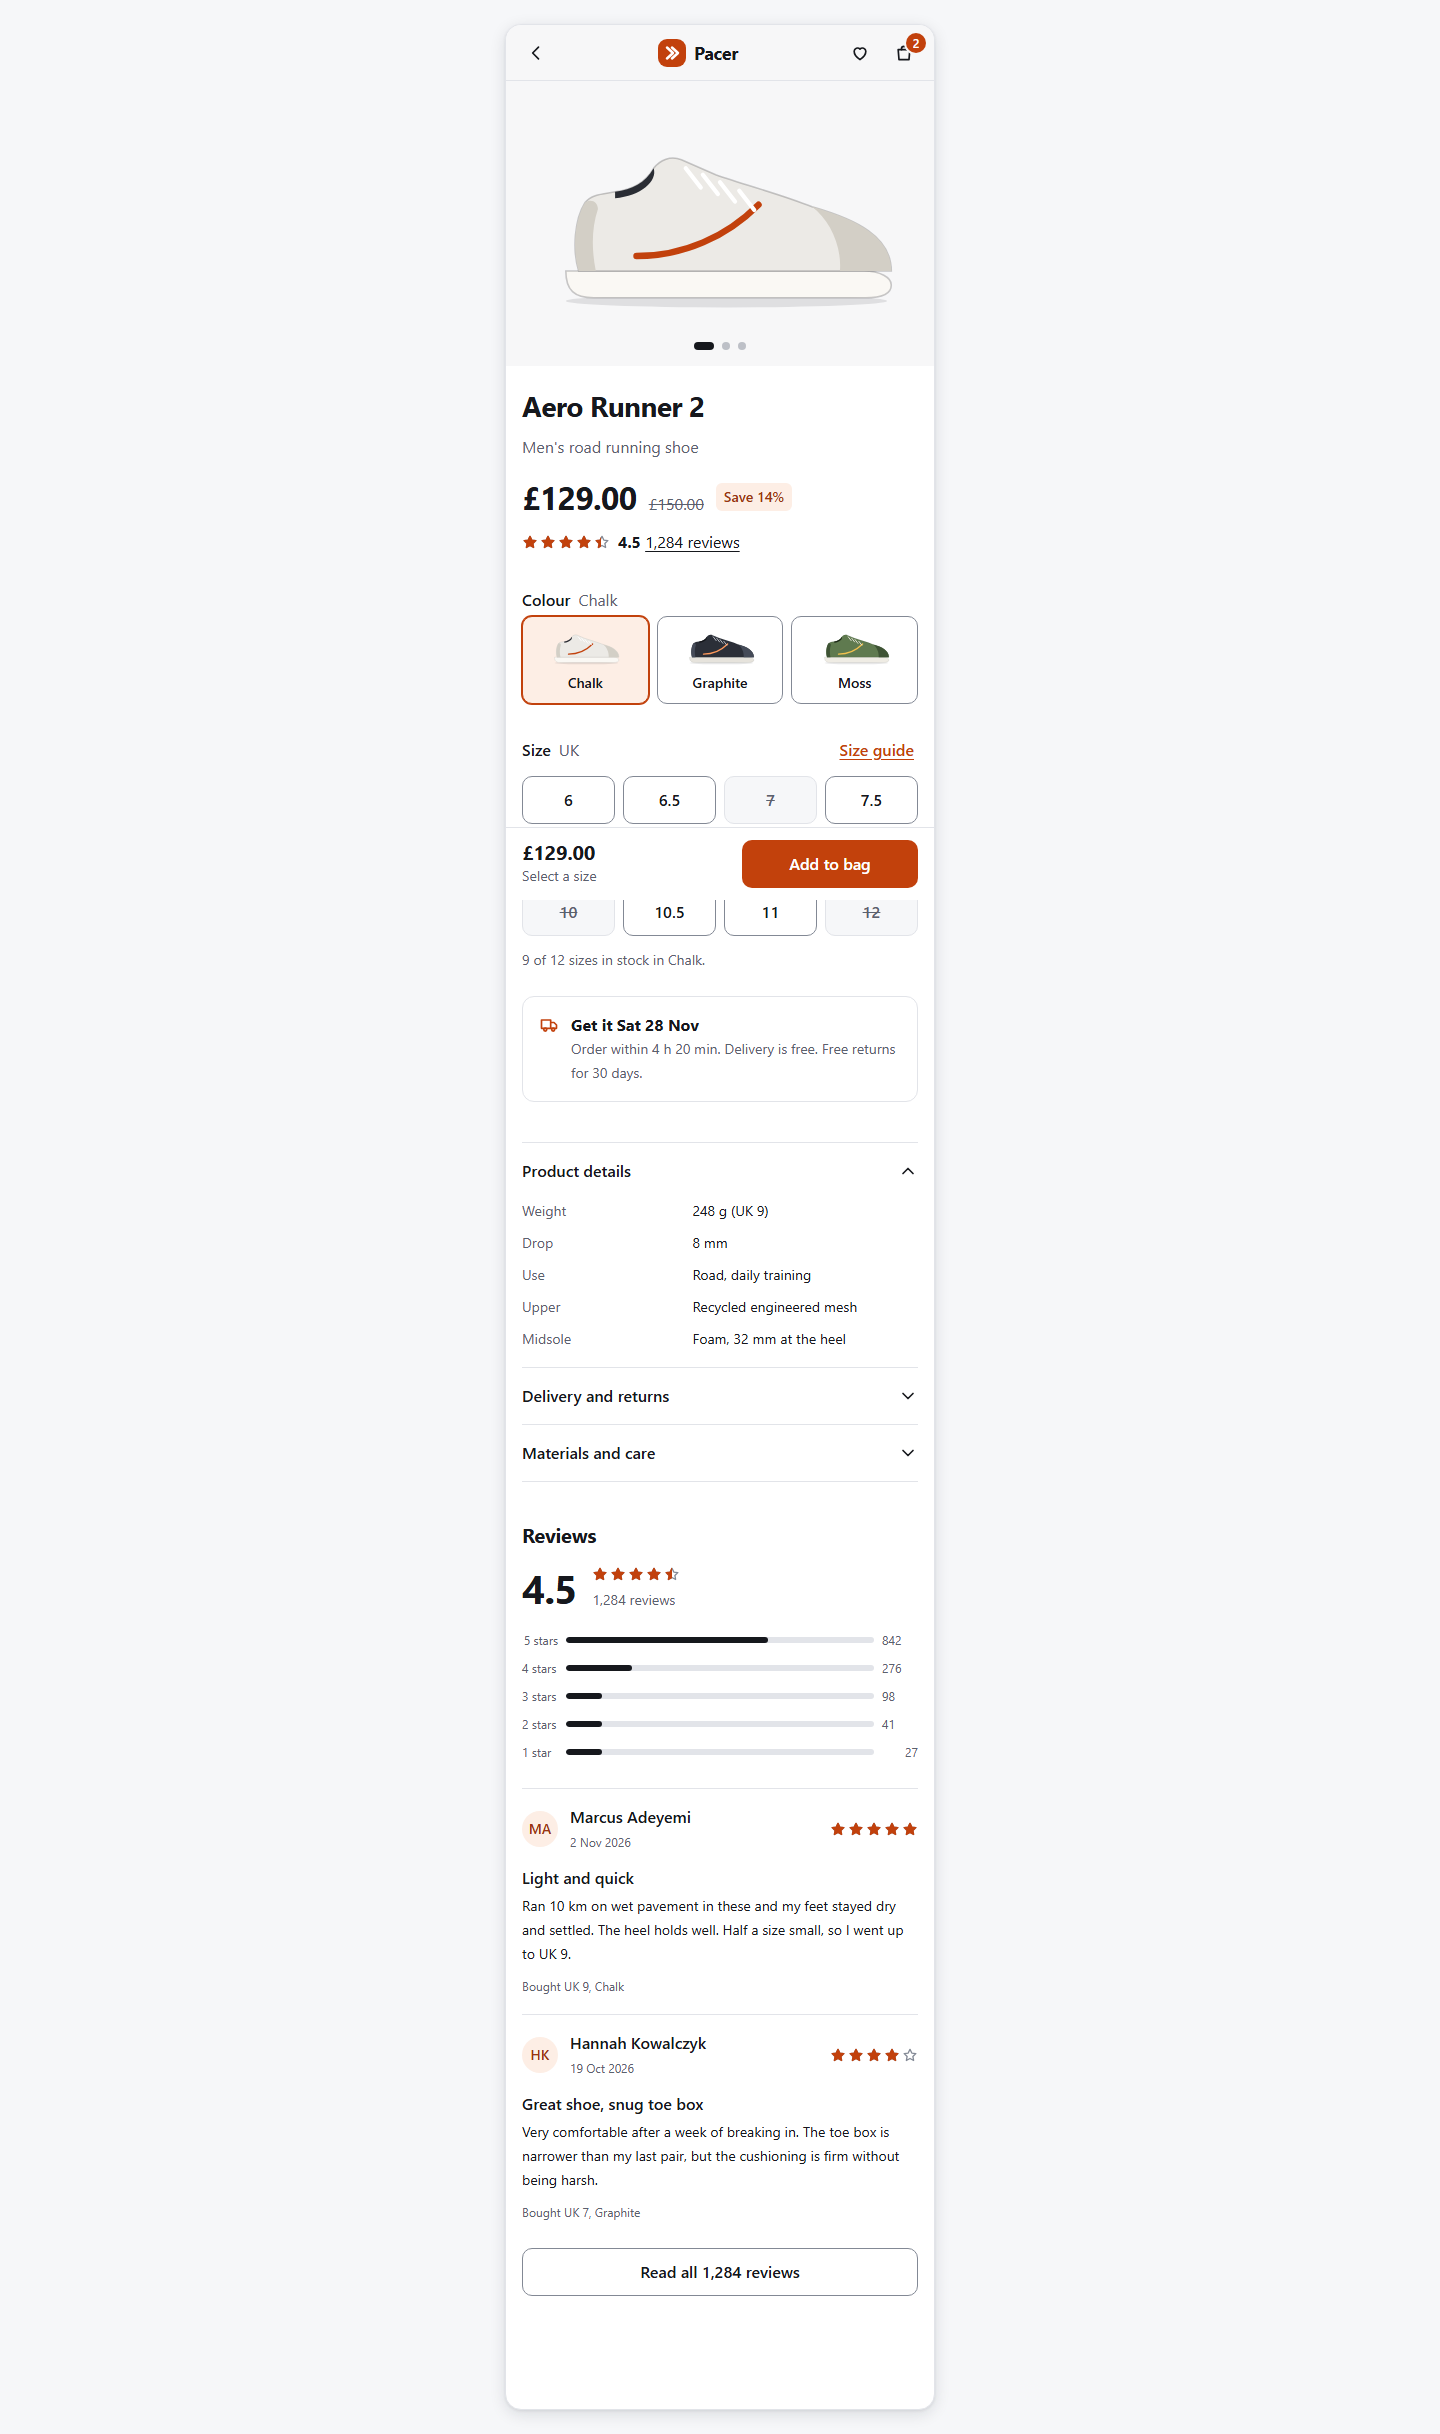 Pacer
2
Aero Runner 2
Men's road running shoe
£129.00 £150.00 Save 14%
4.5 1,284 reviews
Colour Chalk
Chalk Graphite Moss
Size UK Size guide
6 6.5 7 7.5
£129.00
Select a size
Add to bag
10 10.5 11 12
9 of 12 sizes in stock in Chalk.
Get it Sat 28 Nov
Order within 4 h 20 min. Delivery is free. Free returns
for 30 days.
Product details
Weight 248 g (UK 9)
Drop 8 mm
Use Road, daily training
Upper Recycled engineered mesh
Midsole Foam, 32 mm at the heel
Delivery and returns
Materials and care
Reviews
4.5
1,284 reviews
5 stars 842
4 stars 276
3 stars 98
2 stars 41
1 star 27
MA
Marcus Adeyemi
2 Nov 2026
Light and quick
Ran 10 km on wet pavement in these and my feet stayed dry
and settled. The heel holds well. Half a size small, so I went up
to UK 9.
Bought UK 9, Chalk
HK
Hannah Kowalczyk
19 Oct 2026
Great shoe, snug toe box
Very comfortable after a week of breaking in. The toe box is
narrower than my last pair, but the cushioning is firm without
being harsh.
Bought UK 7, Graphite
Read all 1,284 reviews